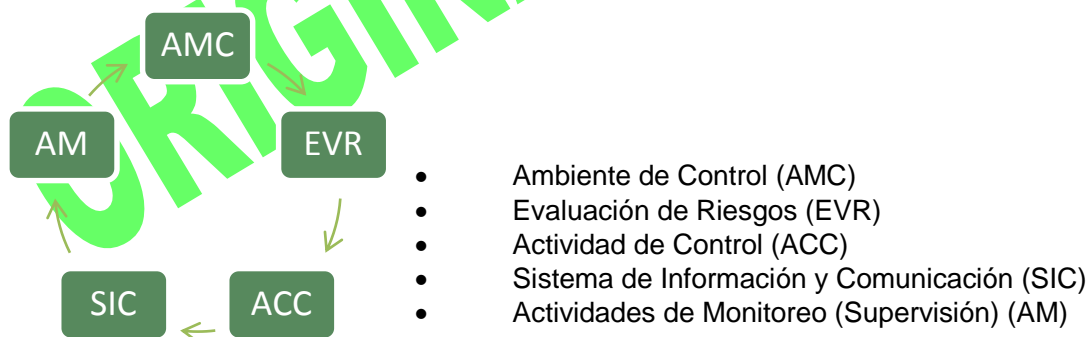 AMC
AM
EVR
SIC
ACC
• Ambiente de Control (AMC)
• Evaluación de Riesgos (EVR)
• Actividad de Control (ACC)
• Sistema de Información y Comunicación (SIC)
• Actividades de Monitoreo (Supervisión) (AM)